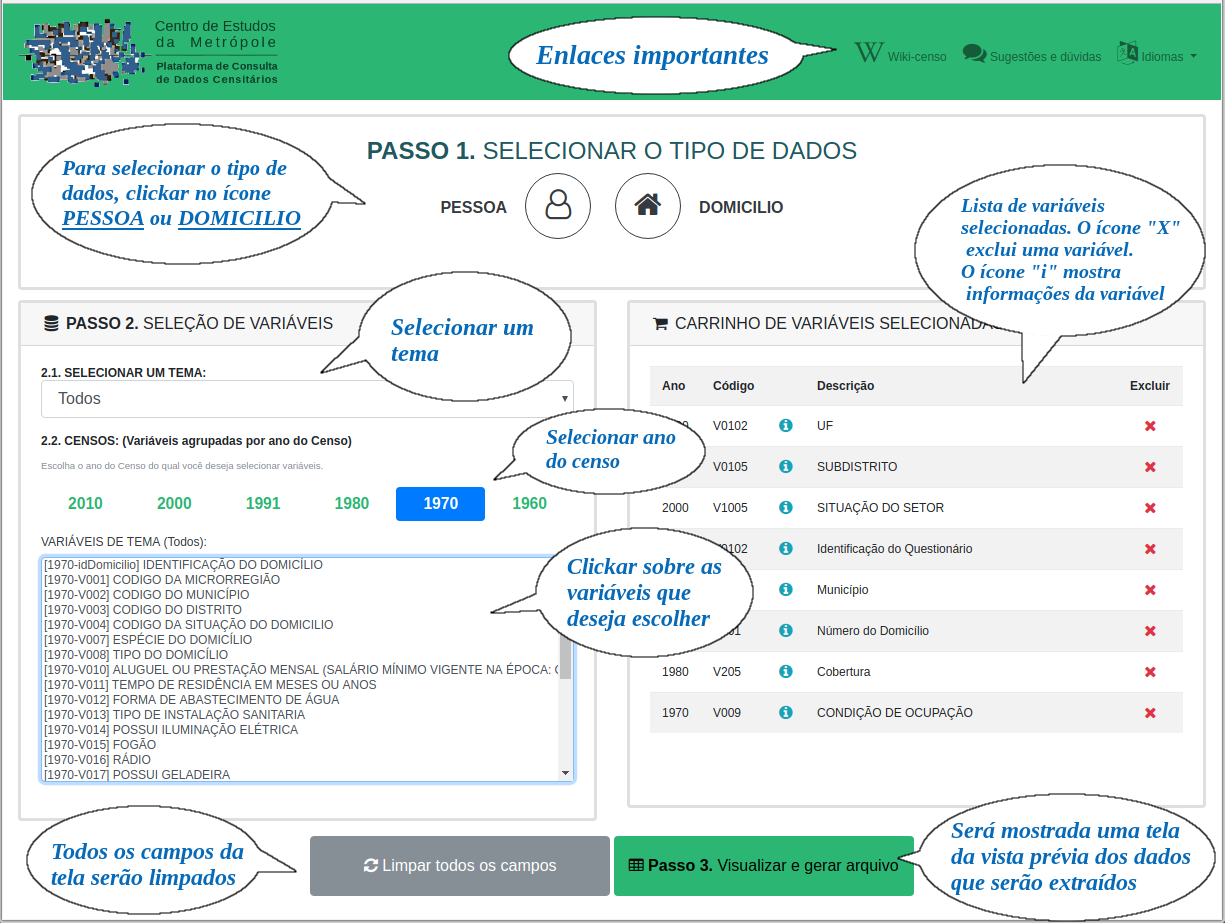 Centro de Estudos
da Metrópole
Plataforma de Consulta
de Dados Censitários
Enlaces importantes
Wiki-censo
Sugestões e dúvidas
Idiomas
Para selecionar o tipo de
dados, clickar no ícone
PESSOA ou DOMICILIO
PASSO 1. SELECIONAR O TIPO DE DADOS
PESSOA
DOMICILIO
Lista de variáveis
selecionadas. O ícone "X"
exclui uma variável.
O ícone "i" mostra
informações da variável
PASSO 2. SELEÇÃO DE VARIÁVEIS
Selecionar um
tema
2.1. SELECIONAR UM TEMA:
Todos
2.2. CENSOS: (Variáveis agrupadas por ano do Censo)
Escolha o ano do Censo do qual você deseja selecionar variáveis.
Selecionar ano
do censo
2010 2000 1991 1980 1970 1960
VARIÁVEIS DE TEMA (Todos):
[1970-idDomicilio] IDENTIFICAÇÃO DO DOMICÍLIO
[1970-V001] CODIGO DA MICRORREGIÃO
[1970-V002] CODIGO DO MUNICÍPIO
[1970-V003] CODIGO DO DISTRITO
[1970-V004] CODIGO DA SITUAÇÃO DO DOMICILIO
[1970-V007] ESPÉCIE DO DOMICÍLIO
[1970-V008] TIPO DO DOMICÍLIO
[1970-V010] ALUGUEL OU PRESTAÇÃO MENSAL (SALÁRIO MÍNIMO VIGENTE NA ÉPOCA:
[1970-V011] TEMPO DE RESIDÊNCIA EM MESES OU ANOS
[1970-V012] FORMA DE ABASTECIMENTO DE ÁGUA
[1970-V013] TIPO DE INSTALAÇÃO SANITARIA
[1970-V014] POSSUI ILUMINAÇÃO ELÉTRICA
[1970-V015] FOGÃO
[1970-V016] RÁDIO
[1970-V017] POSSUI GELADEIRA
Clickar sobre as
variáveis que
deseja escolher
CARRINHO DE VARIÁVEIS
Ano Código Descrição Excluir
V0102 UF
V0105 SUBDISTRITO
2000 V1005 SITUAÇÃO DO SETOR
Identificação do Questionário
Município
Número do Domicílio
1980 V205 Cobertura
1970 V009 CONDIÇÃO DE OCUPAÇÃO
Todos os campos da
tela serão limpados
Limpar todos os campos
Passo 3. Visualizar e gerar arquivo
Será mostrada uma tela
da vista prévia dos dados
que serão extraídos